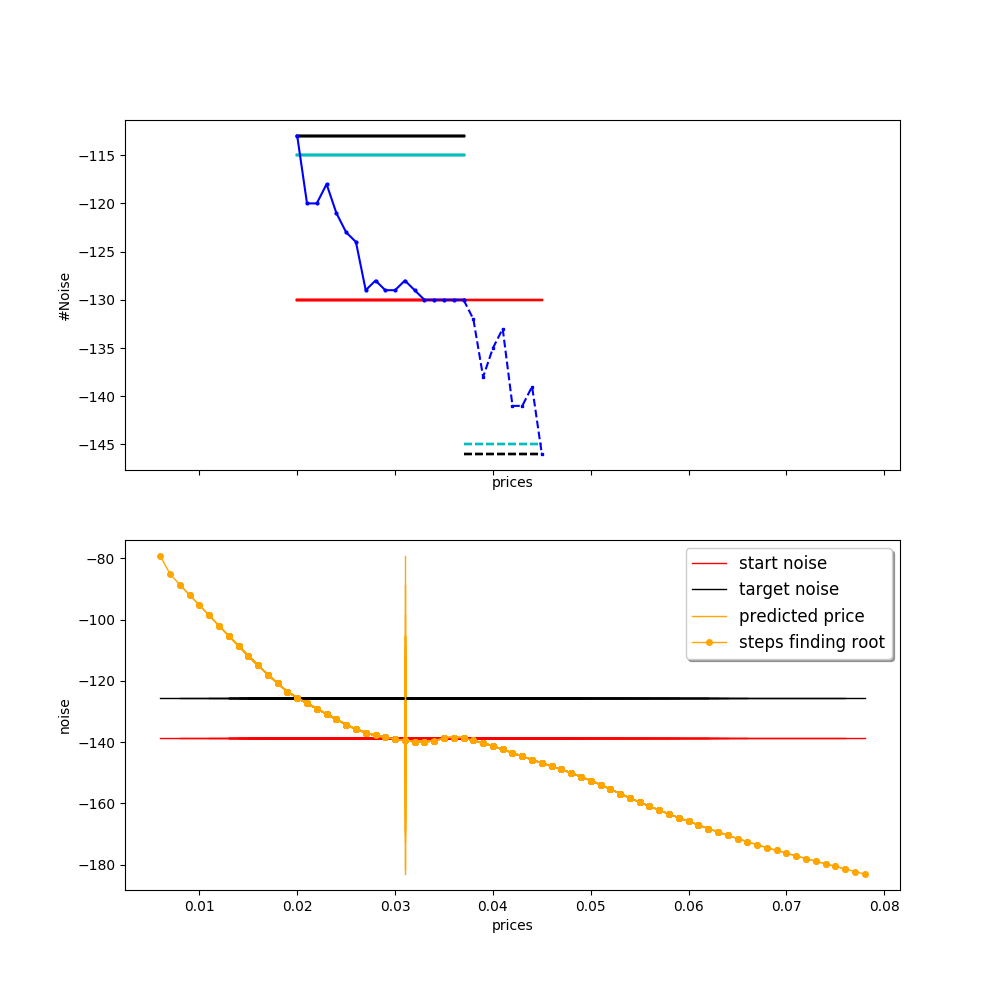 −115
−120
−125
−130
−135
−140
−145
#Noise
prices
−80
−100
−120
−140
−160
−180
noise
start noise
target noise
predicted price
steps finding root
0.01 0.02 0.03 0.04 0.05 0.06 0.07 0.08
prices